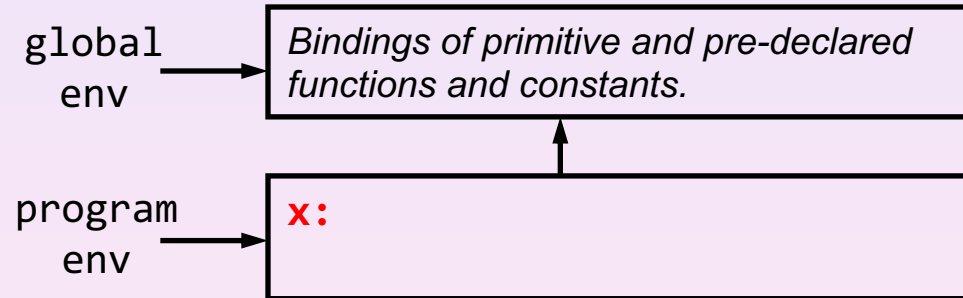 global
env
Bindings of primitive and pre-declared
functions and constants.
program
env
x: